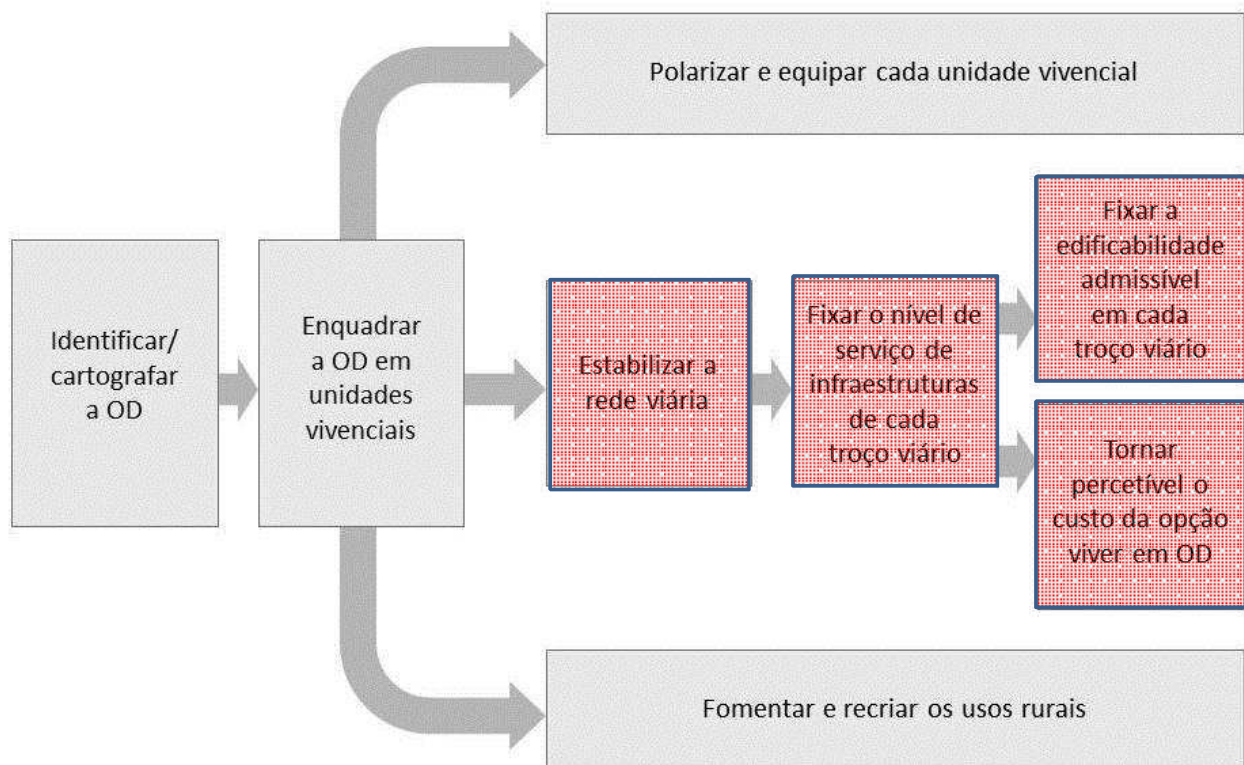 Polarizar e equipar cada unidade vivencial
Identificar/
cartografar
a OD
Enquadrar
a OD em
unidades
vivenciais
Estabilizar a
rede viária
Fixar o nível de
serviço de
infraestruturas
de cada
troço viário
Fixar a
edificabilidade
admissível
em cada
troço viário
Tornar
percetível o
custo da opção
viver em OD
Fomentar e recriar os usos rurais